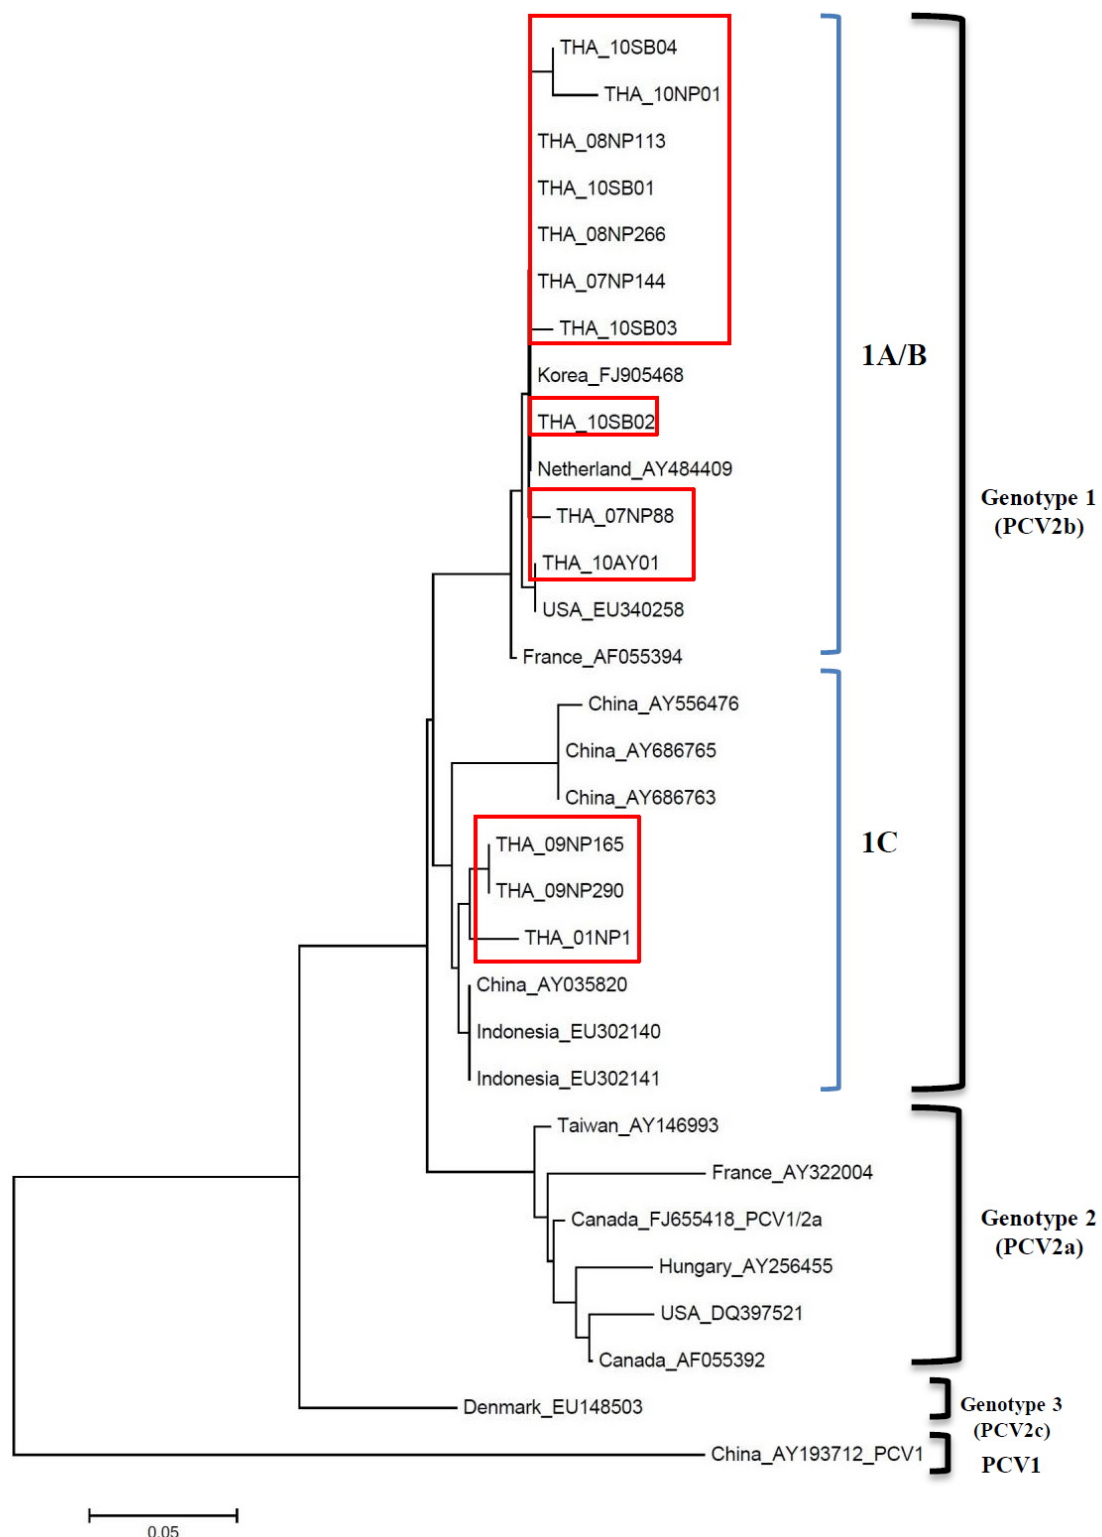 THA_10SB04
THA_10NP01
THA_08NP113
THA_10SB01
THA_08NP266
THA_07NP144
THA_10SB03
Korea_FJ905468
THA_10SB02
Netherland_AY484409
THA_07NP88
THA_10AY01
USA_EU340258
France_AF055394
1A/B
China_AY556476
China_AY686765
China_AY686763
THA_09NP165
THA_09NP290
THA_01NP1
China_AY035820
Indonesia_EU302140
Indonesia_EU302141
1C
Genotype 1
(PCV2b)
Taiwan_AY146993
France_AY322004
Canada_FJ655418_PCV1/2a
Hungary_AY256455
USA_DQ397521
Canada_AF055392
Genotype 2
(PCV2a)
Denmark_EU148503
Genotype 3
(PCV2c)
China_AY193712_PCV1
PCV1
0.05